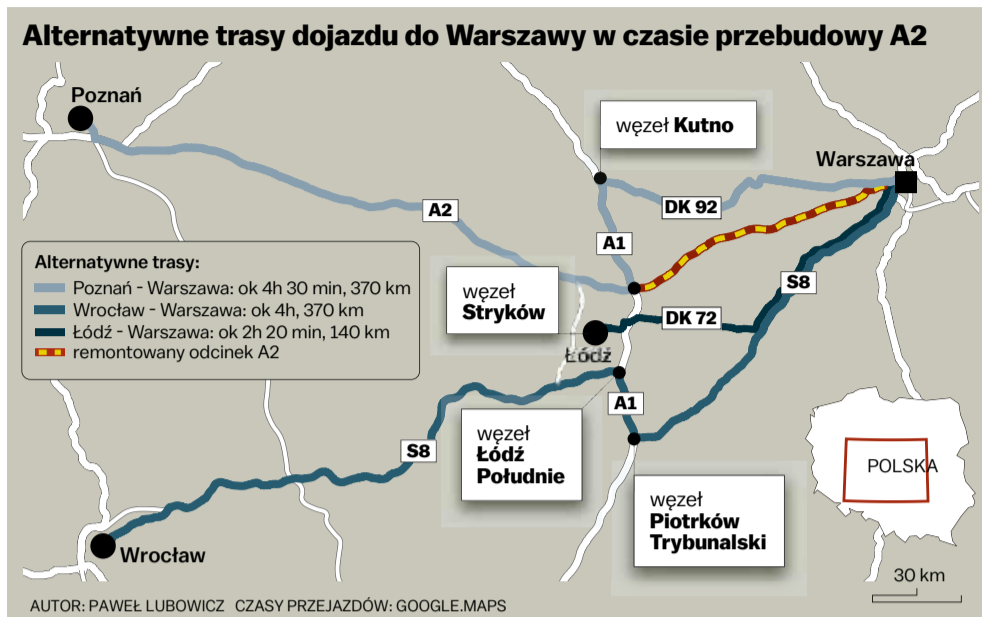 Alternatywne trasy dojazdu do Warszawy w czasie przebudowy A2
Poznań
węzeł Kutno
Warszawa
A2
DK 92
A1
Alternatywne trasy:
Poznań - Warszawa: ok 4h 30 min, 370 km
Wrocław - Warszawa: ok 4h, 370 km
Łódź - Warszawa: ok 2h 20 min, 140 km
remontowany odcinek A2
węzeł
Stryków
S8
DK 72
Łódź
A1
S8
węzeł
Łódź
Południe
POLSKA
węzeł
Piotrków
Trybunalski
Wrocław
30 km
AUTOR: PAWEŁ LUBOWICZ CZASY PRZEJAZDÓW: GOOGLE.MAPS